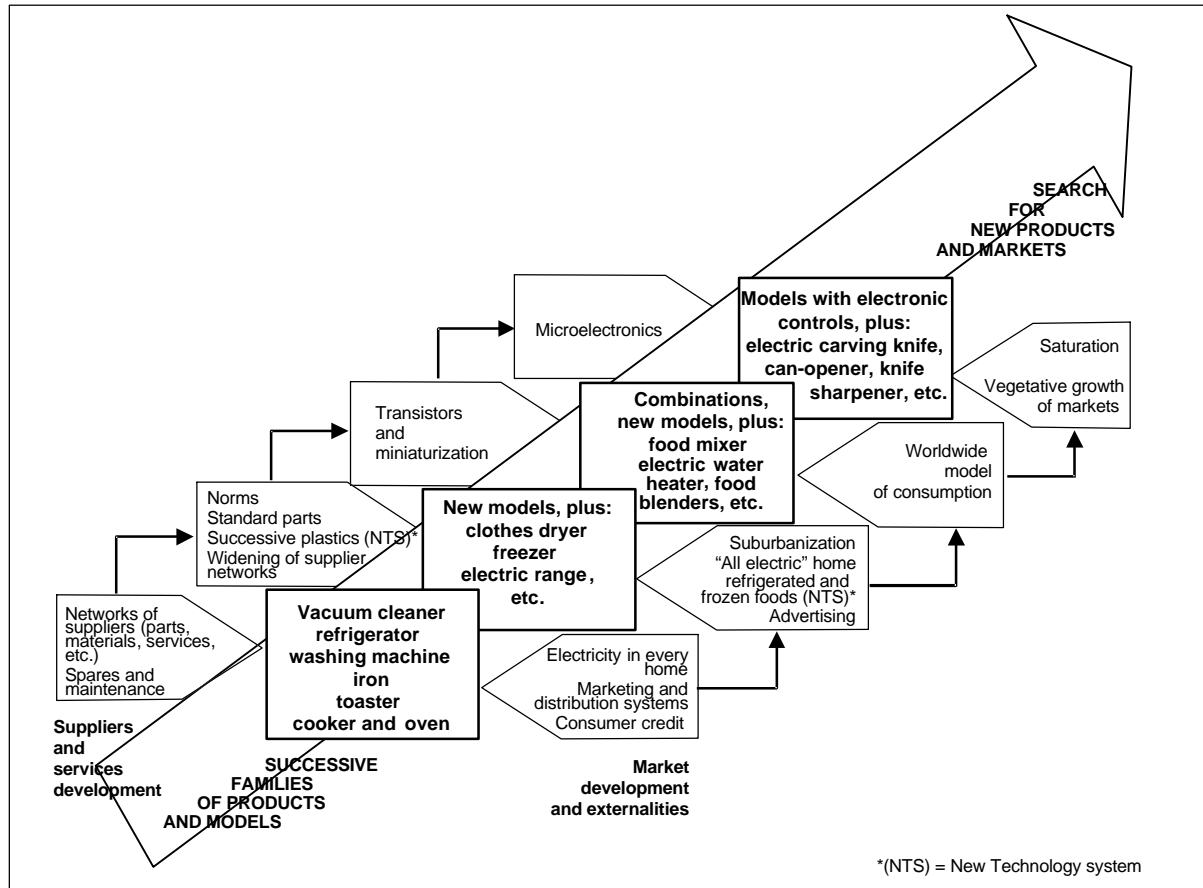 SEARCH
FOR
NEW PRODUCTS
AND MARKETS
Microelectronics
Models with electronic
controls, plus:
electric carving knife,
can-opener, knife
sharpener, etc.
Saturation
Vegetative growth
of markets
Transistors
and
miniaturization
Combinations,
new models, plus:
food mixer
electric water
heater, food
blenders, etc.
Worldwide
model
of consumption
Norms
Standard parts
Successive plastics (NTS)*
Widening of supplier
networks
New models, plus:
clothes dryer
freezer
electric range,
etc.
Suburbanization
“All electric” home
refrigerated and
frozen foods (NTS)*
Advertising
Networks of
suppliers (parts,
materials, services,
etc.)
Spares and
maintenance
Vacuum cleaner
refrigerator
washing machine
iron
toaster
cooker and oven
Electricity in every
home
Marketing and
distribution systems
Consumer credit
Suppliers
and
services
development
SUCCESSIVE
FAMILIES
OF PRODUCTS
AND MODELS
Market
development
and externalities
*(NTS) = New Technology system